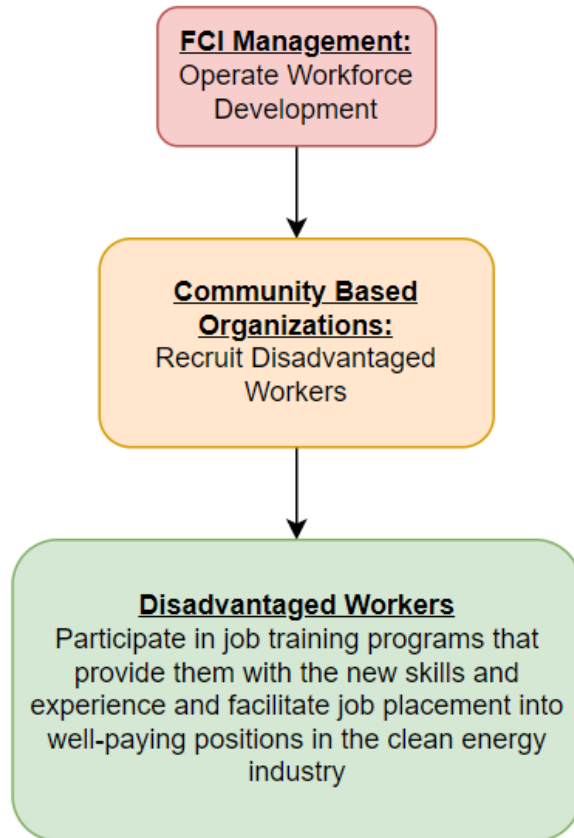 FCI Management:
Operate Workforce
Development
Community Based
Organizations:
Recruit Disadvantaged
Workers
Disadvantaged Workers
Participate in job training programs that
provide them with the new skills and
experience and facilitate job placement into
well-paying positions in the clean energy
industry